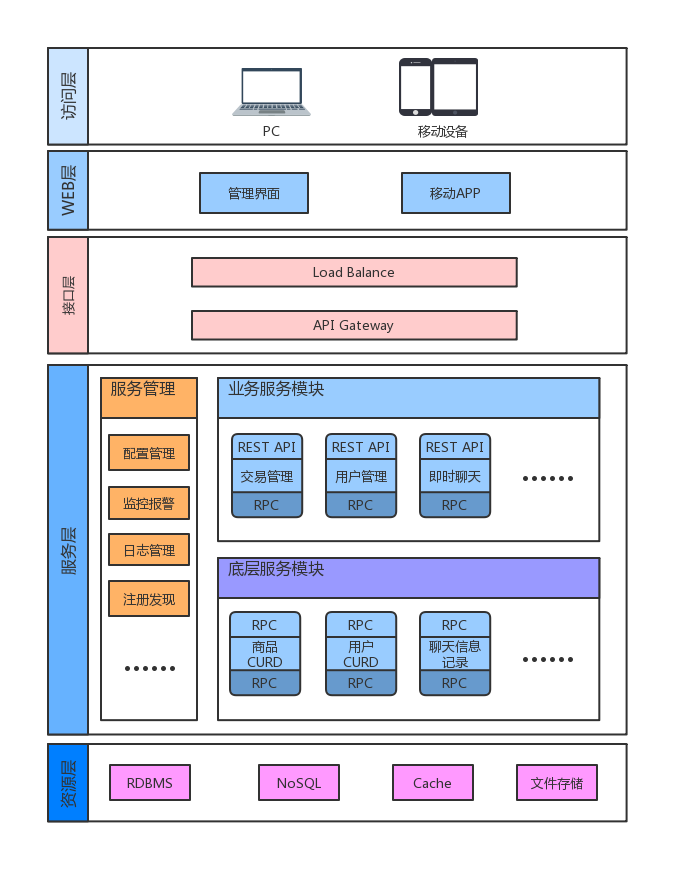 访问层
PC
移动设备
WEB层
管理界面
移动APP
接口层
Load Balance
API Gateway
服务层
服务管理
配置管理
监控报警
日志管理
注册发现
......
业务服务模块
REST API
交易管理
RPC
REST API
用户管理
RPC
REST API
即时聊天
RPC
......
底层服务模块
RPC
商品
CURD
RPC
RPC
用户
CURD
RPC
RPC
聊天信息
记录
RPC
......
资源层
RDBMS
NoSQL
Cache
文件存储